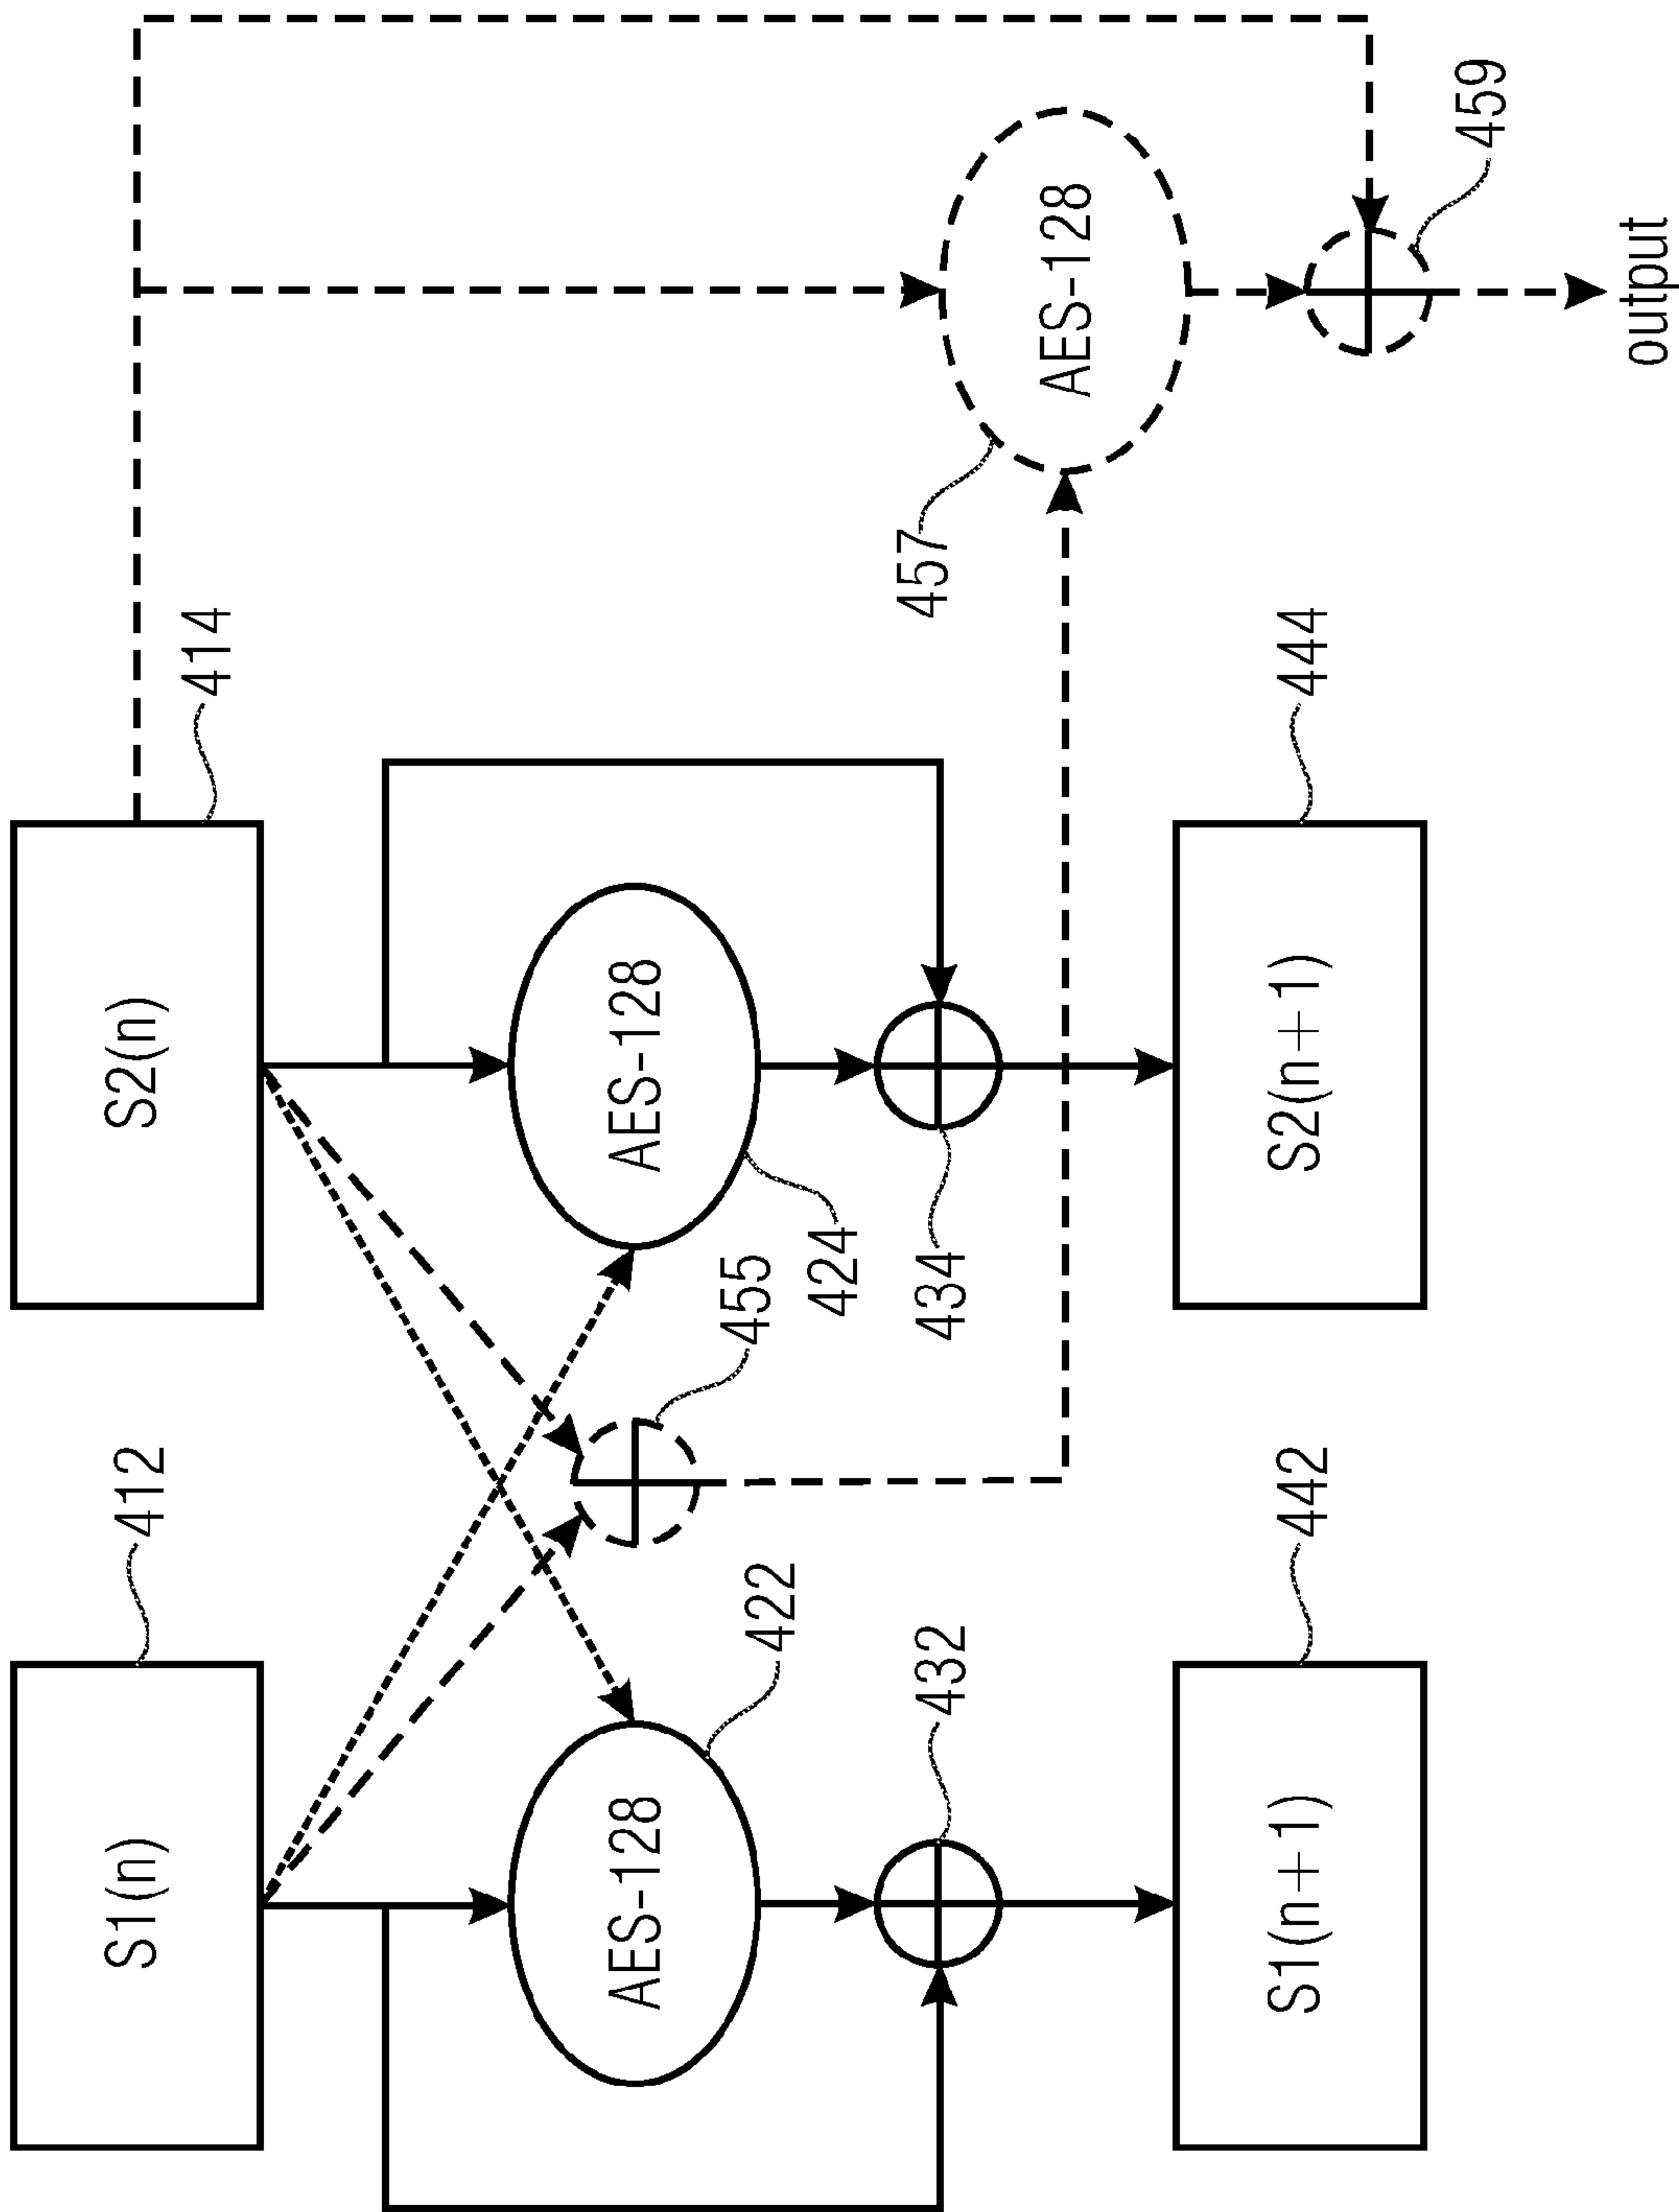 S1(n)
412
S2(n)
414
AES-128
422
455
AES-128
424
432
434
457
AES-128
459
S1(n+1)
442
S2(n+1)
444
output